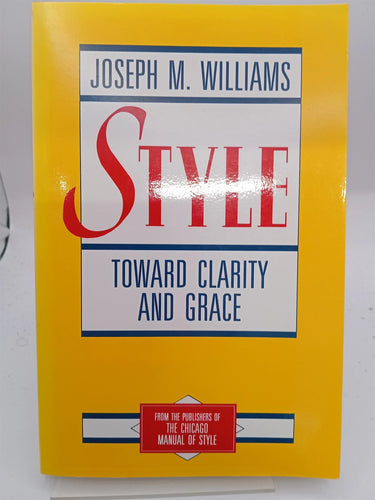 JOSEPH M. WILLIAMS
STYLE
TOWARD CLARITY
AND GRACE
FROM THE PUBLISHERS OF
THE CHICAGO
MANUAL OF STYLE